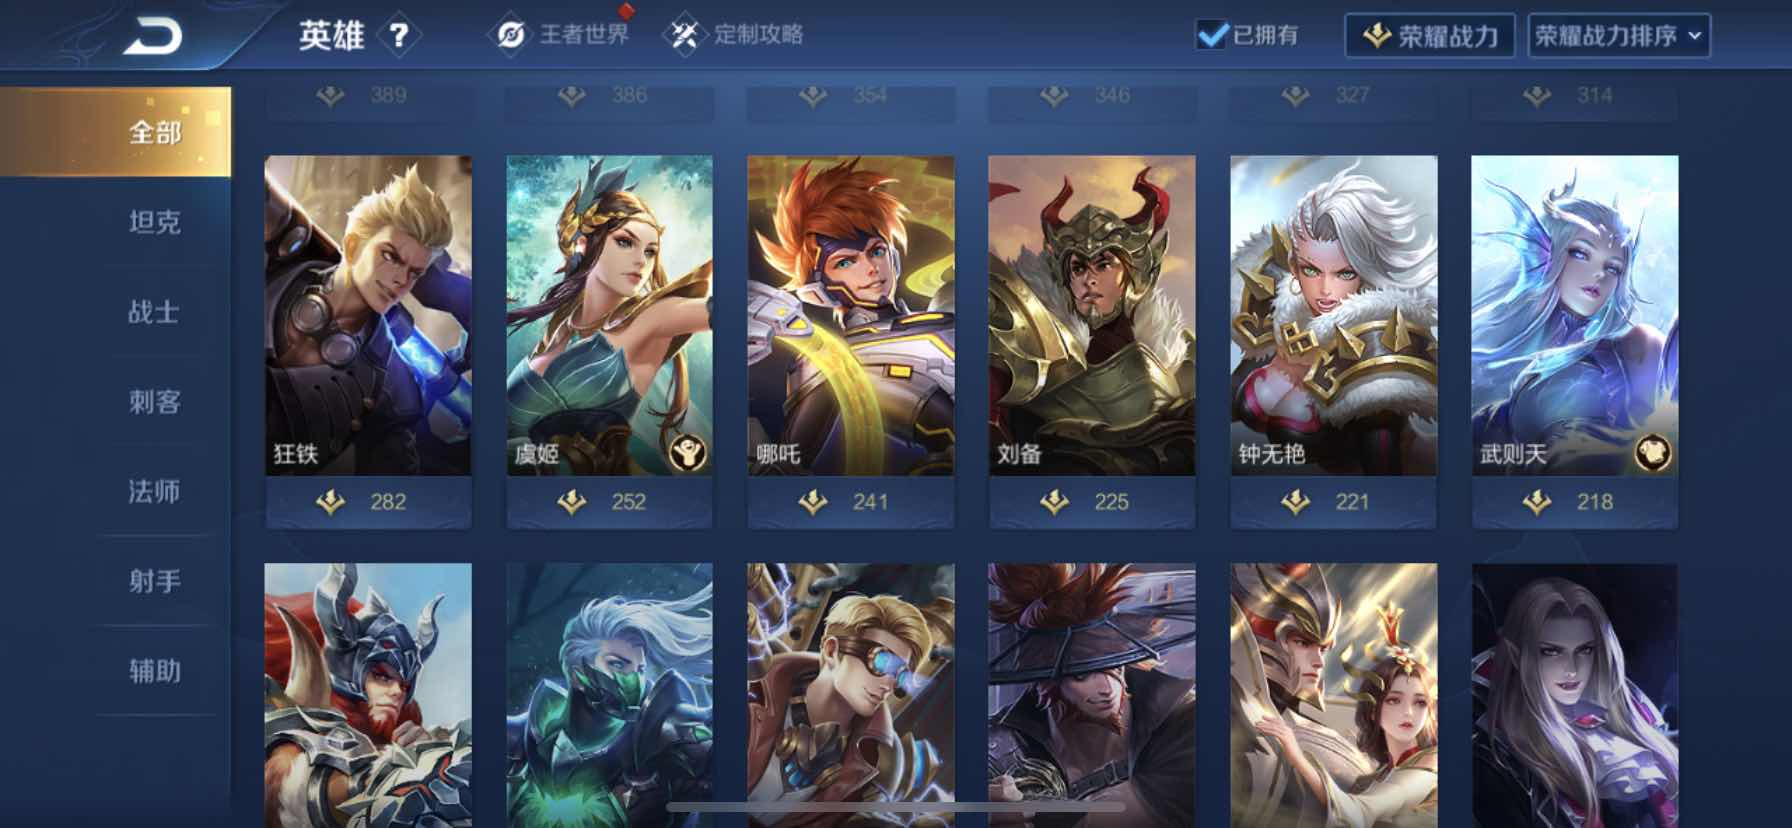 英雄 ? 王者世界 定制攻略 已拥有 荣耀战力 荣耀战力排序
全部
坦克
战士
刺客
法师
射手
辅助
389 386 354 346 327 314
狂铁 虞姬 哪吒 刘备 钟无艳 武则天
282 252 241 225 221 218